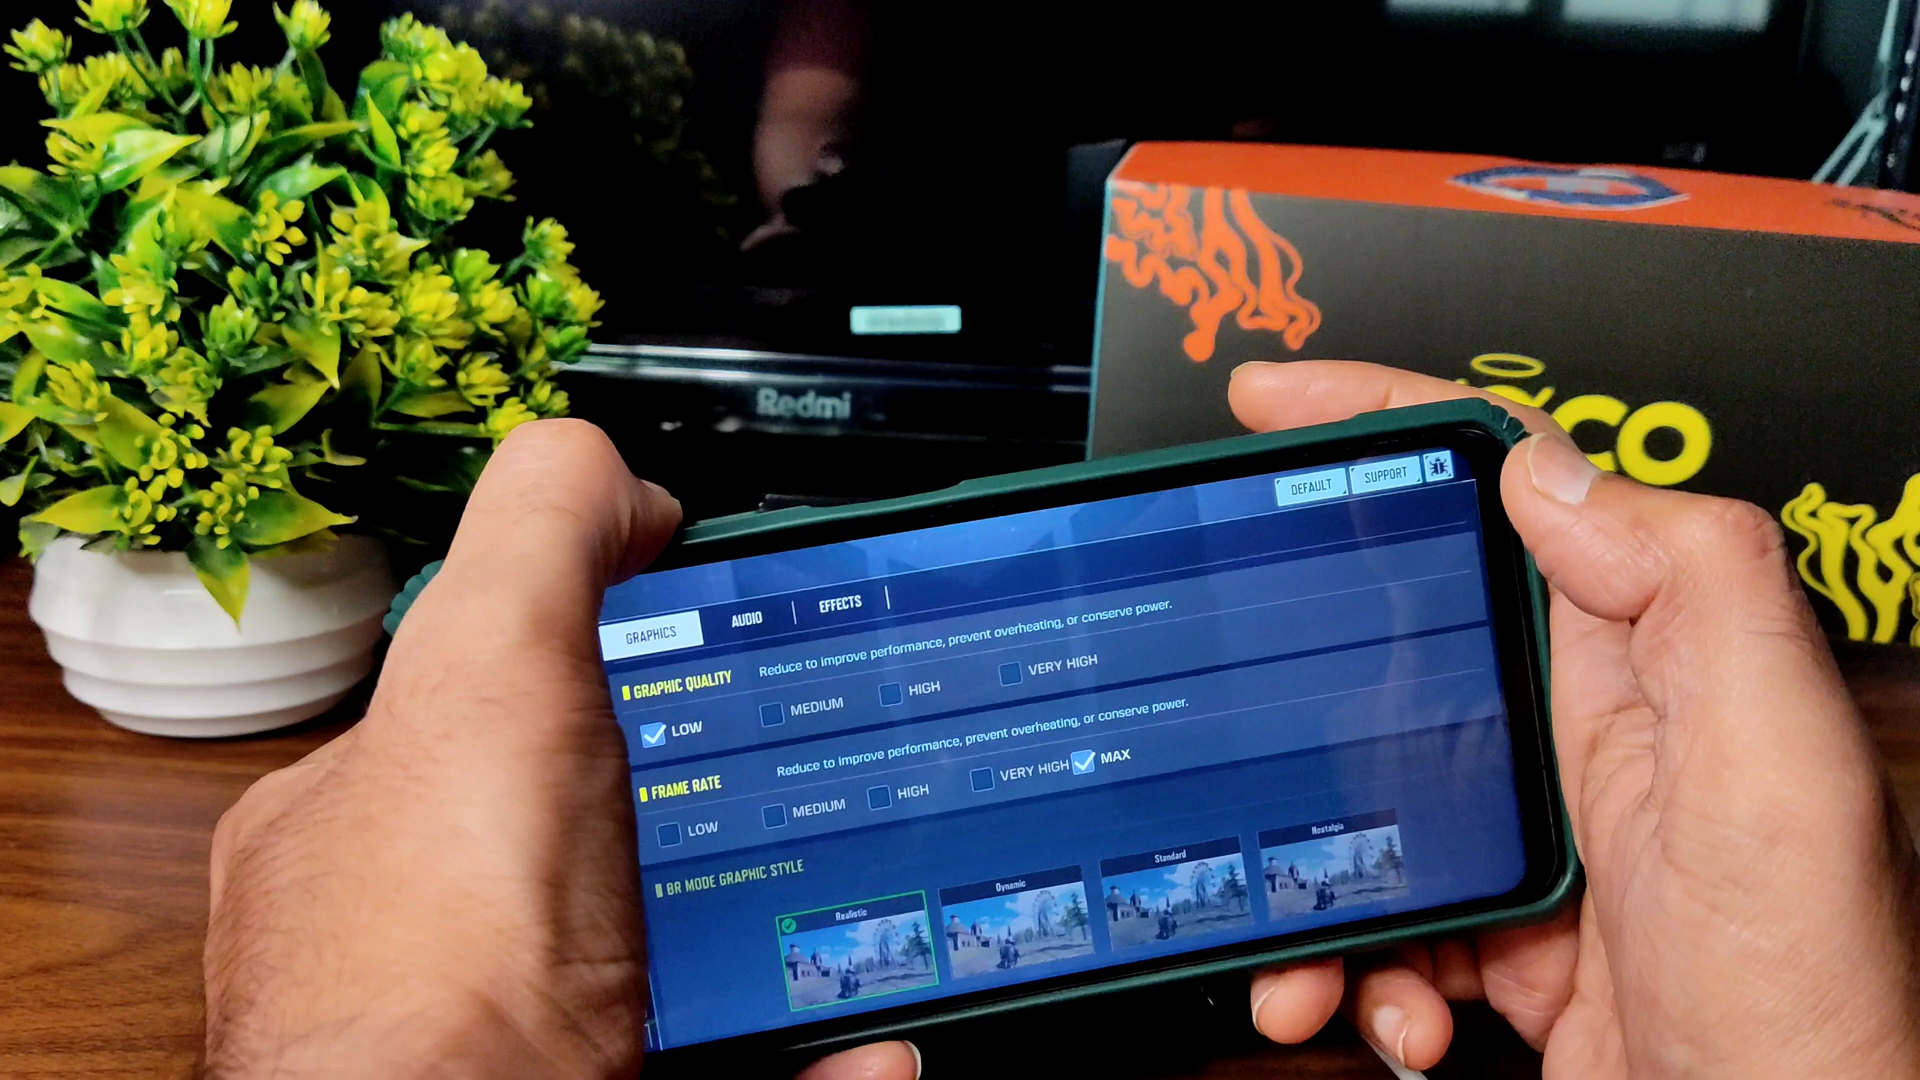 Redmi
DEFAULT
SUPPORT
GRAPHICS
AUDIO
EFFECTS
GRAPHIC QUALITY
Reduce to improve performance, prevent overheating, or conserve power.
LOW
MEDIUM
HIGH
VERY HIGH
FRAME RATE
Reduce to improve performance, prevent overheating, or conserve power.
LOW
MEDIUM
HIGH
VERY HIGH
MAX
BR MODE GRAPHIC STYLE
Realistic
Dynamic
Standard
Nostalgia